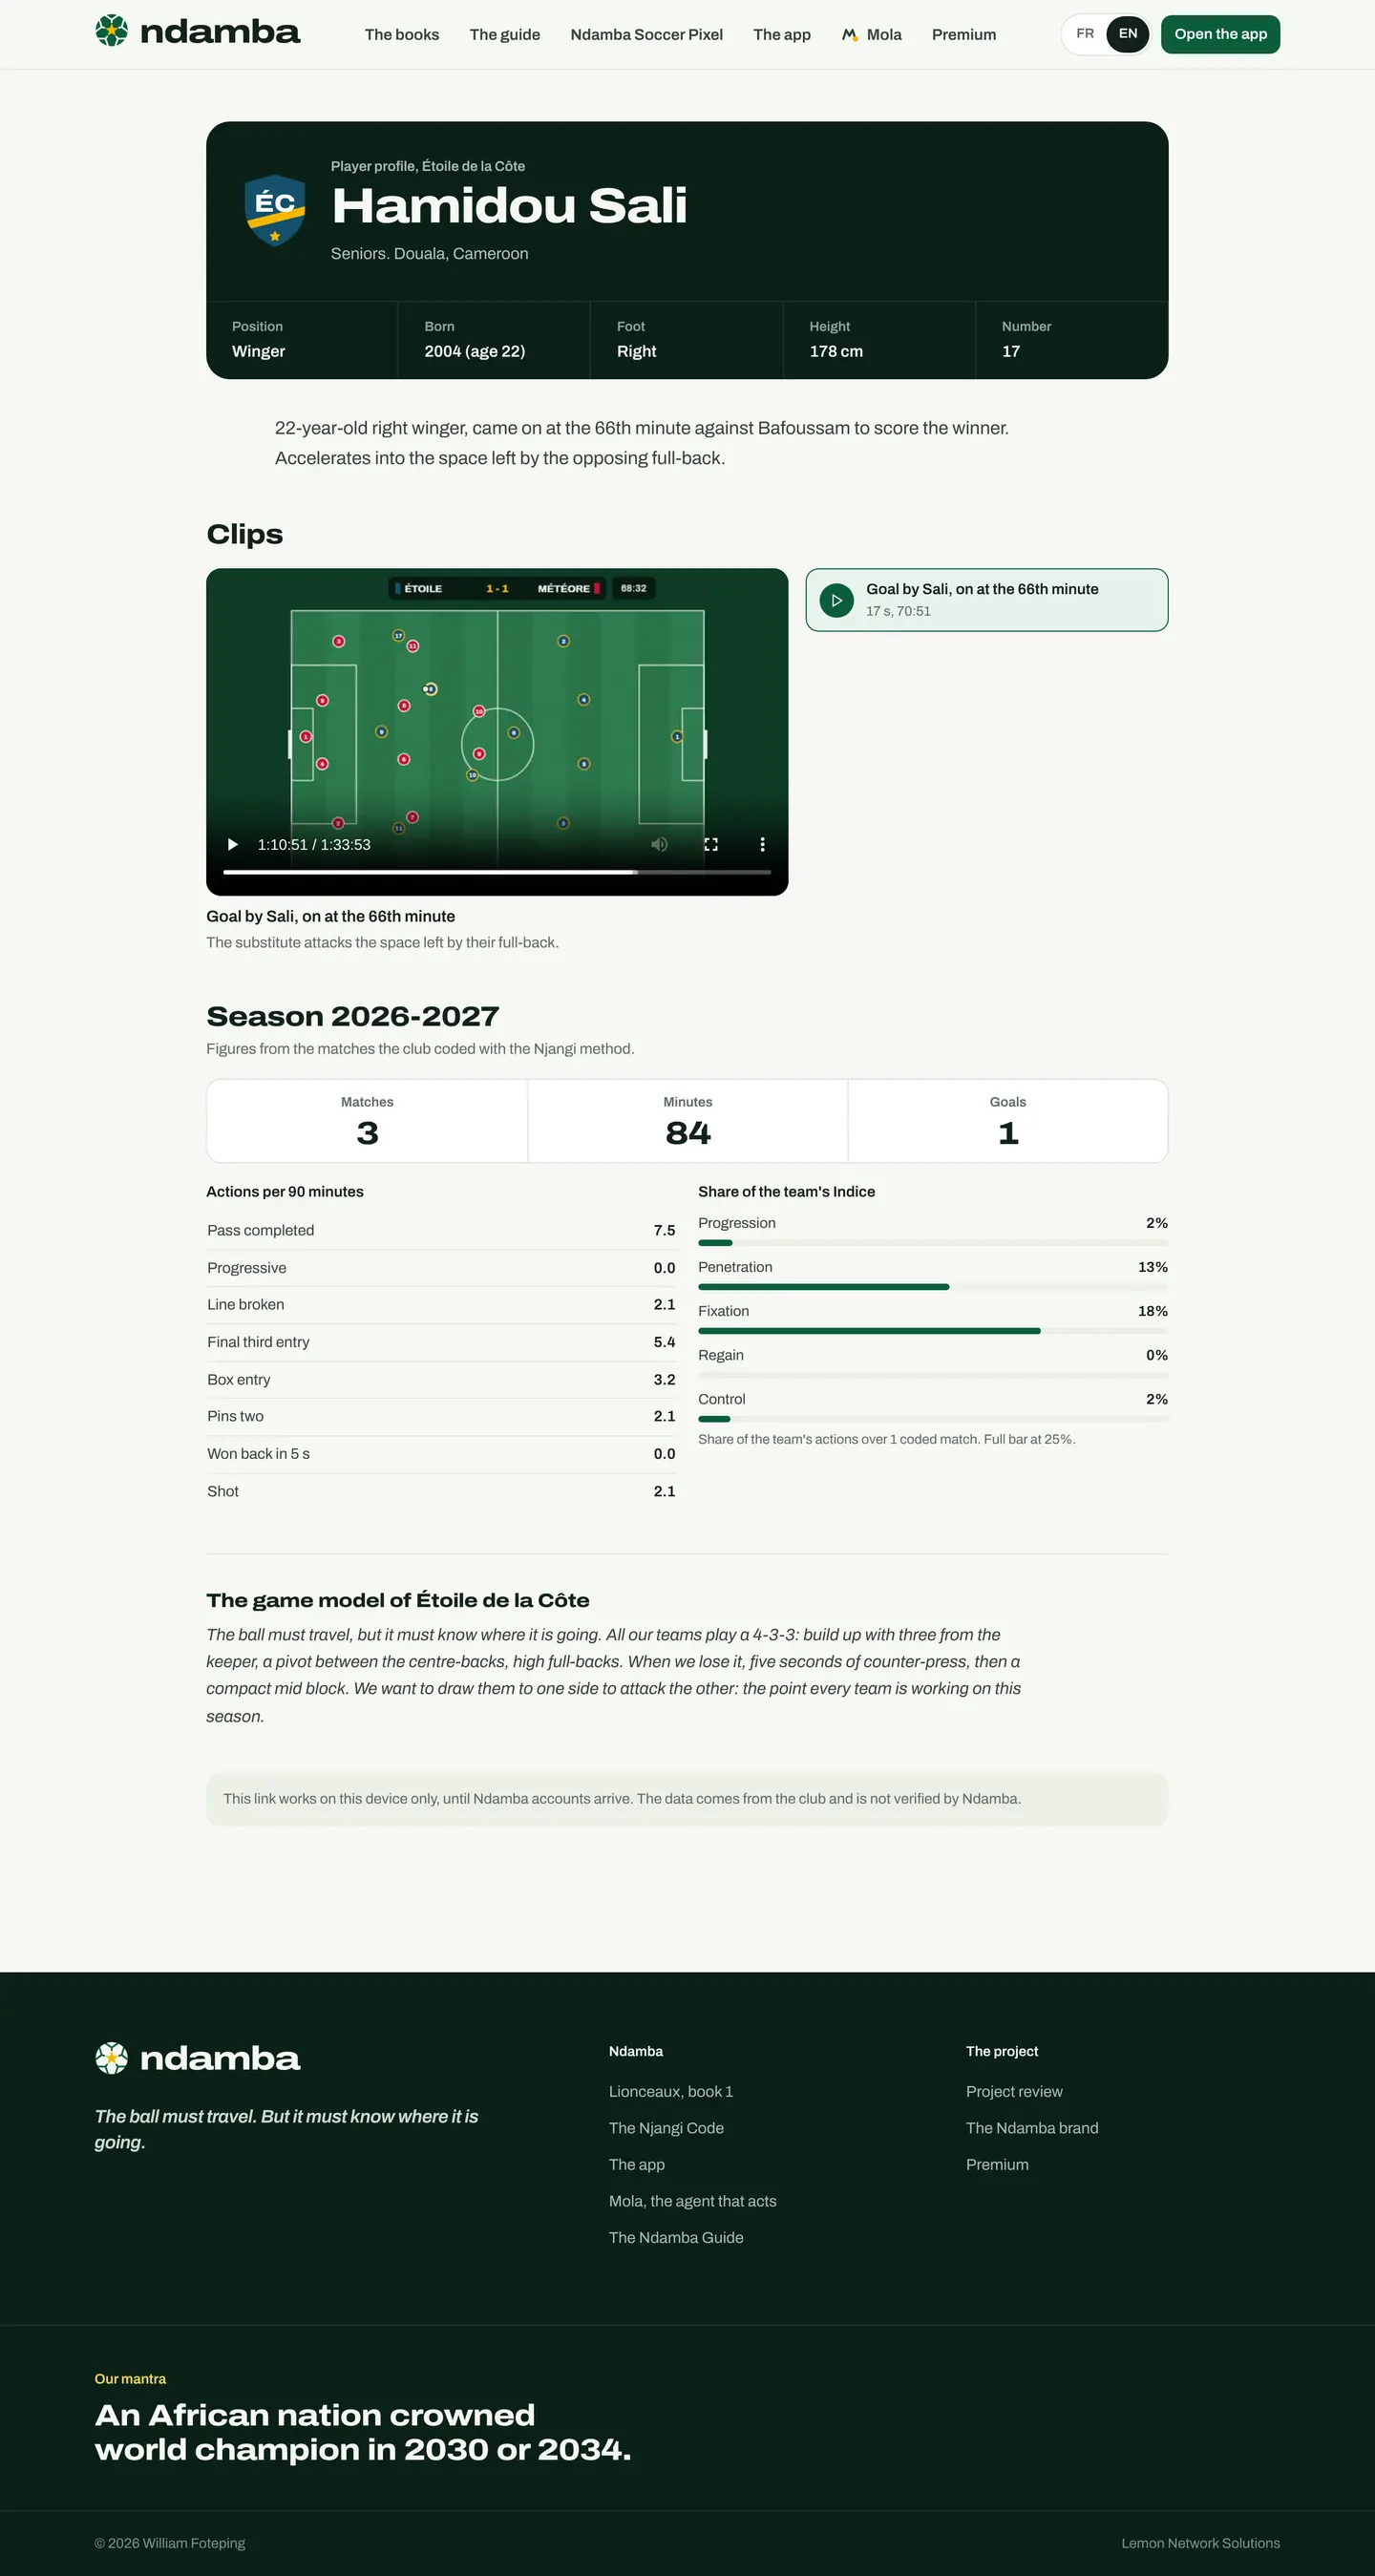 ndamba
The books
The guide
Ndamba Soccer Pixel
The app
Mola
Premium
FR
EN
Open the app
ÉC
Player profile, Étoile de la Côte
Hamidou Sali
Seniors. Douala, Cameroon
Position
Winger
Born
2004 (age 22)
Foot
Right
Height
178 cm
Number
17
22-year-old right winger, came on at the 66th minute against Bafoussam to score the winner.
Accelerates into the space left by the opposing full-back.
Clips
ÉTOILE
1 - 1
MÉTÉORE
68:32
1:10:51 / 1:33:53
Goal by Sali, on at the 66th minute
17 s, 70:51
Goal by Sali, on at the 66th minute
The substitute attacks the space left by their full-back.
Season 2026-2027
Figures from the matches the club coded with the Njangi method.
Matches
3
Minutes
84
Goals
1
Actions per 90 minutes
Pass completed 7.5
Progressive 0.0
Line broken 2.1
Final third entry 5.4
Box entry 3.2
Pins two 2.1
Won back in 5 s 0.0
Shot 2.1
Share of the team's Indice
Progression 2%
Penetration 13%
Fixation 18%
Regain 0%
Control 2%
Share of the team's actions over 1 coded match. Full bar at 25%.
The game model of Étoile de la Côte
The ball must travel, but it must know where it is going. All our teams play a 4-3-3: build up with three from the
keeper, a pivot between the centre-backs, high full-backs. When we lose it, five seconds of counter-press, then a
compact mid block. We want to draw them to one side to attack the other: the point every team is working on this
season.
This link works on this device only, until Ndamba accounts arrive. The data comes from the club and is not verified by Ndamba.
ndamba
The ball must travel. But it must know where it is
going.
Ndamba
Lionceaux, book 1
The Njangi Code
The app
Mola, the agent that acts
The Ndamba Guide
The project
Project review
The Ndamba brand
Premium
Our mantra
An African nation crowned
world champion in 2030 or 2034.
© 2026 William Foteping
Lemon Network Solutions